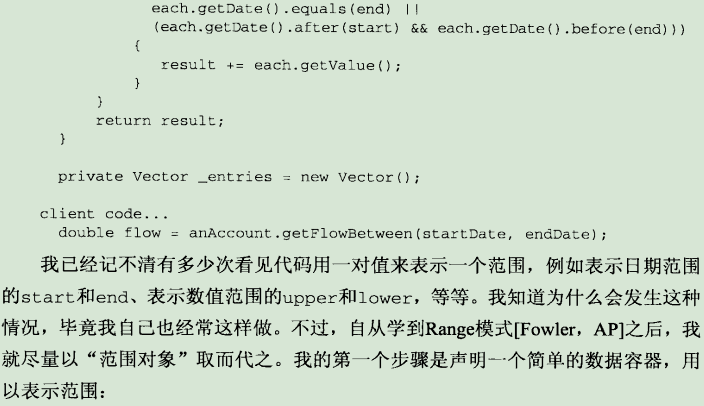 each.getDate().equals(end) ||
(each.getDate().after(start) && each.getDate().before(end)))
{
result += each.getValue();
}
}
return result;
}
private Vector _entries = new Vector();
client code...
double flow = anAccount.getFlowBetween(startDate, endDate);
我已经记不清有多少次看见代码用一对值来表示一个范围，例如表示日期范围
的start和end、表示数值范围的upper和lower，等等。我知道为什么会发生这种
情况，毕竟我自己也经常这样做。不过，自从学到Range模式[Fowler，AP]之后，我
就尽量以“范围对象”取而代之。我的第一个步骤是声明一个简单的数据容器，用
以表示范围：